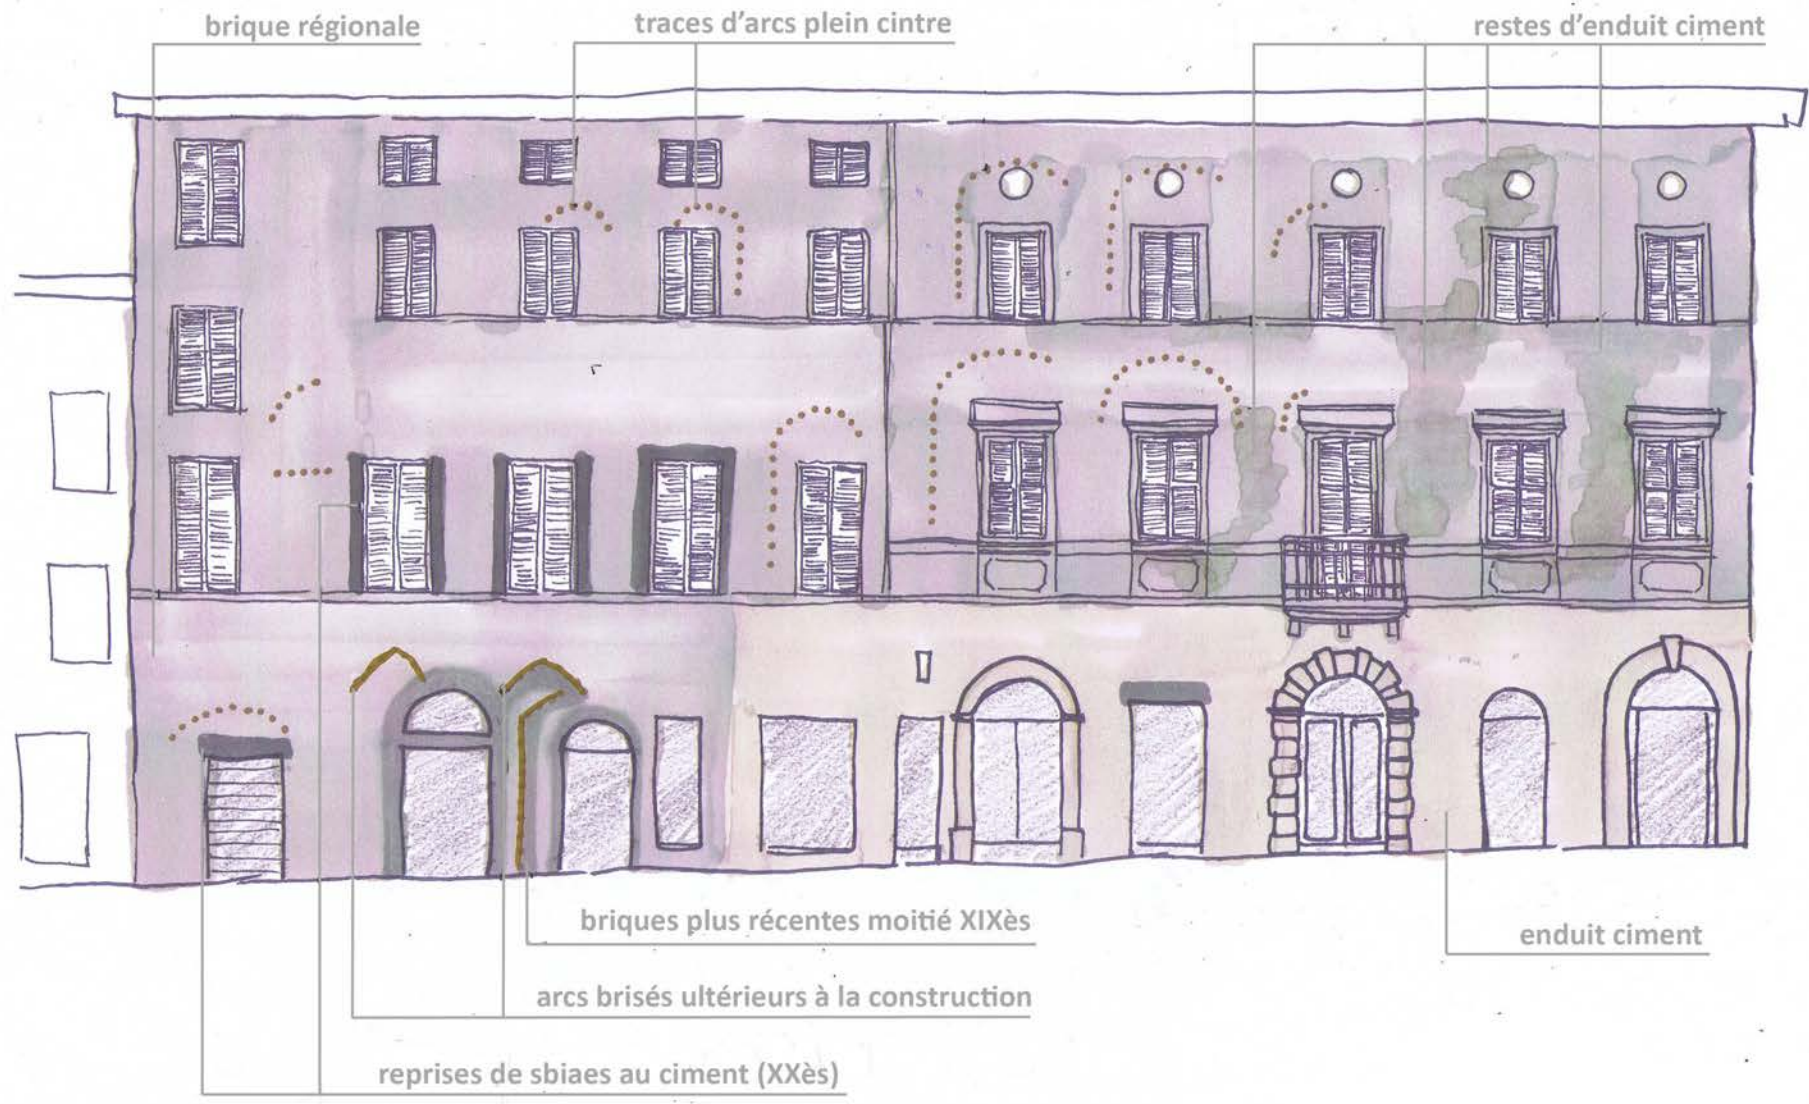 brique régionale
traces d'arcs plein cintre
restes d'enduit ciment
briques plus récentes moitié XIXès
enduit ciment
arcs brisés ultérieurs à la construction
reprises de sbiaes au ciment (XXès)